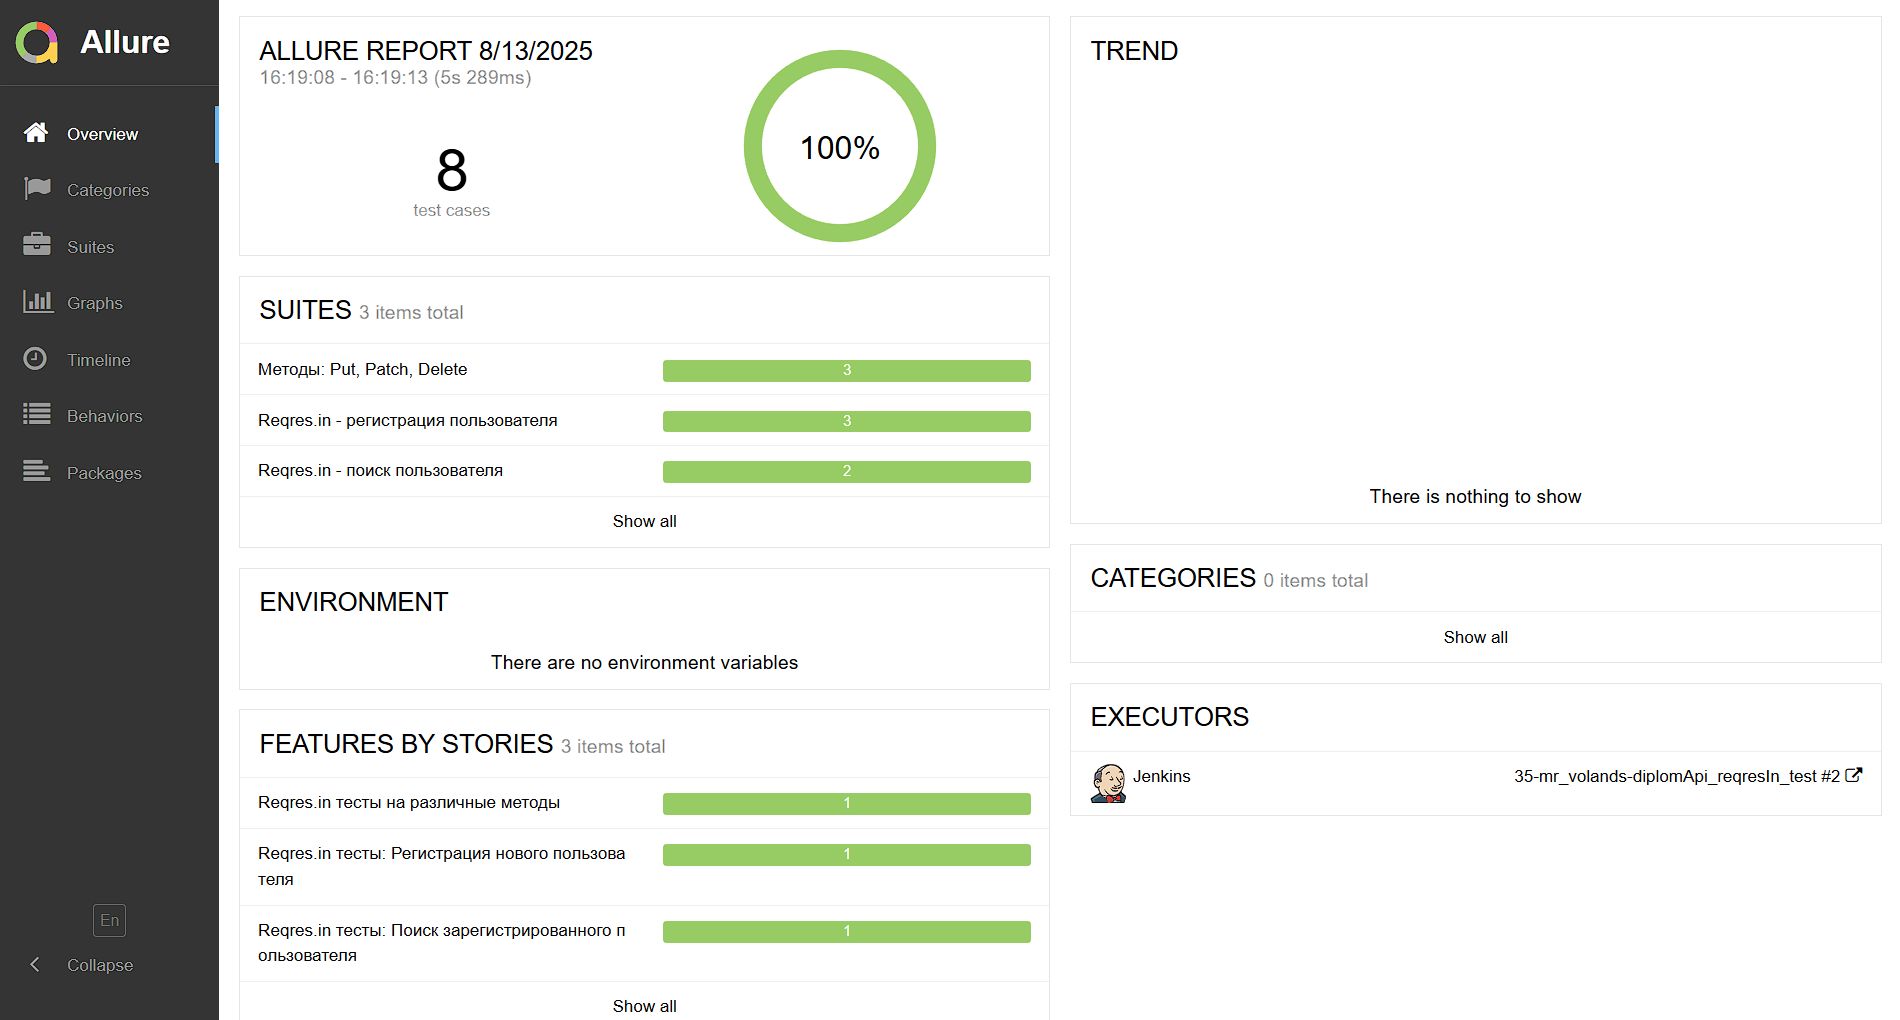 Allure
Overview
Categories
Suites
Graphs
Timeline
Behaviors
Packages
En
Collapse
ALLURE REPORT 8/13/2025
16:19:08 - 16:19:13 (5s 289ms)
8
test cases
100%
SUITES 3 items total
Методы: Put, Patch, Delete 3
Reqres.in - регистрация пользователя 3
Reqres.in - поиск пользователя 2
Show all
ENVIRONMENT
There are no environment variables
FEATURES BY STORIES 3 items total
Reqres.in тесты на различные методы 1
Reqres.in тесты: Регистрация нового пользова 1
теля
Reqres.in тесты: Поиск зарегистрированного п 1
ользователя
Show all
TREND
There is nothing to show
CATEGORIES 0 items total
Show all
EXECUTORS
Jenkins 35-mr_volands-diplomApi_reqresIn_test #2